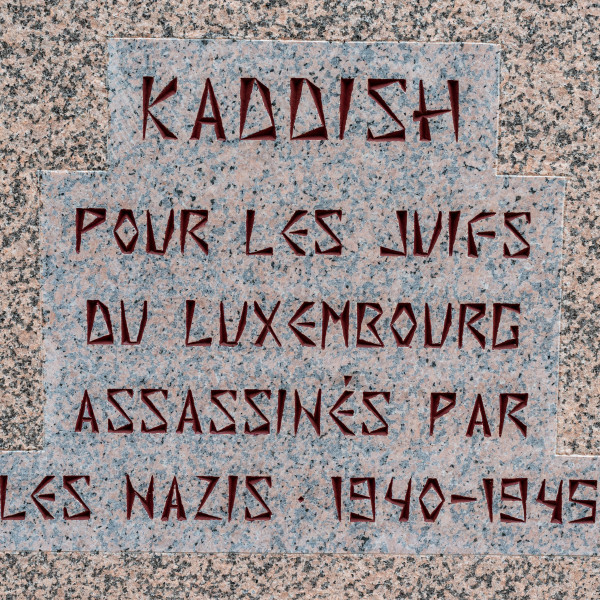 KADDISH
POUR LES JUIFS
DU LUXEMBOURG
ASSASSINÉS PAR
LES NAZIS · 1940-1945